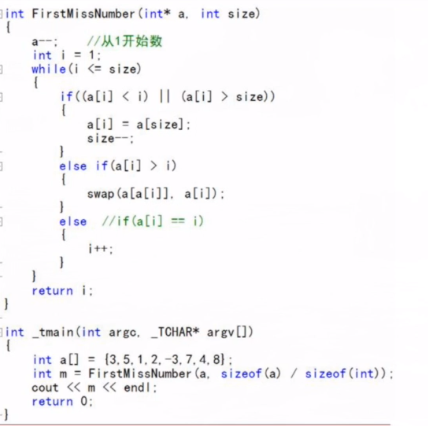 int FirstMissNumber(int* a, int size)
{
a--; //从1开始数
int i = 1;
while(i <= size)
{
if((a[i] < i) || (a[i] > size))
{
a[i] = a[size];
size--;
}
else if(a[i] > i)
{
swap(a[a[i]], a[i]);
}
else //if(a[i] == i)
{
i++;
}
}
return i;
}
int _tmain(int argc, _TCHAR* argv[])
{
int a[] = {3,5,1,2,-3,7,4,8};
int m = FirstMissNumber(a, sizeof(a) / sizeof(int));
cout << m << endl;
return 0;
}